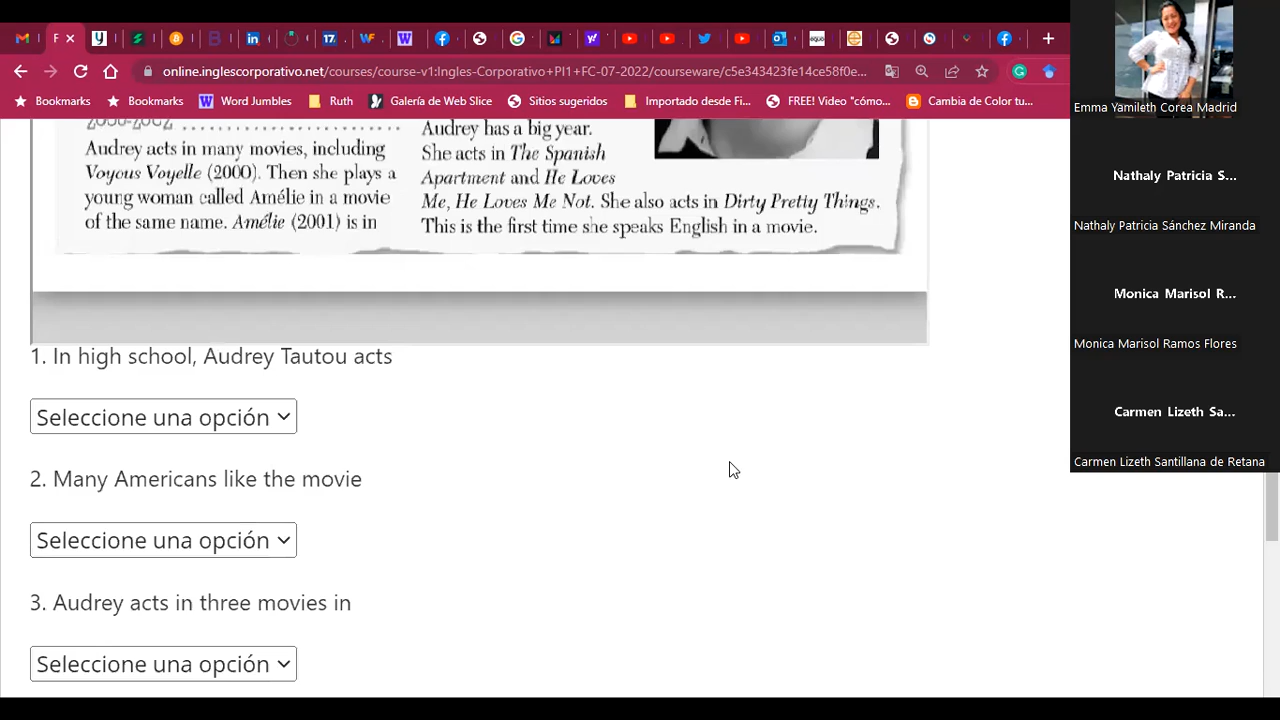 online.inglescorporativo.net/courses/course-v1:Ingles-Corporativo+PI1+FC-07-2022/courseware/c5e343423fe14ce58f0e...
Bookmarks
Bookmarks
Word Jumbles
Ruth
Galería de Web Slice
Sitios sugeridos
Importado desde Fi...
FREE! Video "cómo...
Cambia de Color tu...
Audrey acts in many movies, including
Voyous Voyelle (2000). Then she plays a
young woman called Amélie in a movie
of the same name. Amélie (2001) is in
Audrey has a big year.
She acts in The Spanish
Apartment and He Loves
Me, He Loves Me Not. She also acts in Dirty Pretty Things.
This is the first time she speaks English in a movie.
1. In high school, Audrey Tautou acts
Seleccione una opción
2. Many Americans like the movie
Seleccione una opción
3. Audrey acts in three movies in
Seleccione una opción
Emma Yamileth Corea Madrid
Nathaly Patricia S...
Nathaly Patricia Sánchez Miranda
Monica Marisol R...
Monica Marisol Ramos Flores
Carmen Lizeth Sa...
Carmen Lizeth Santillana de Retana